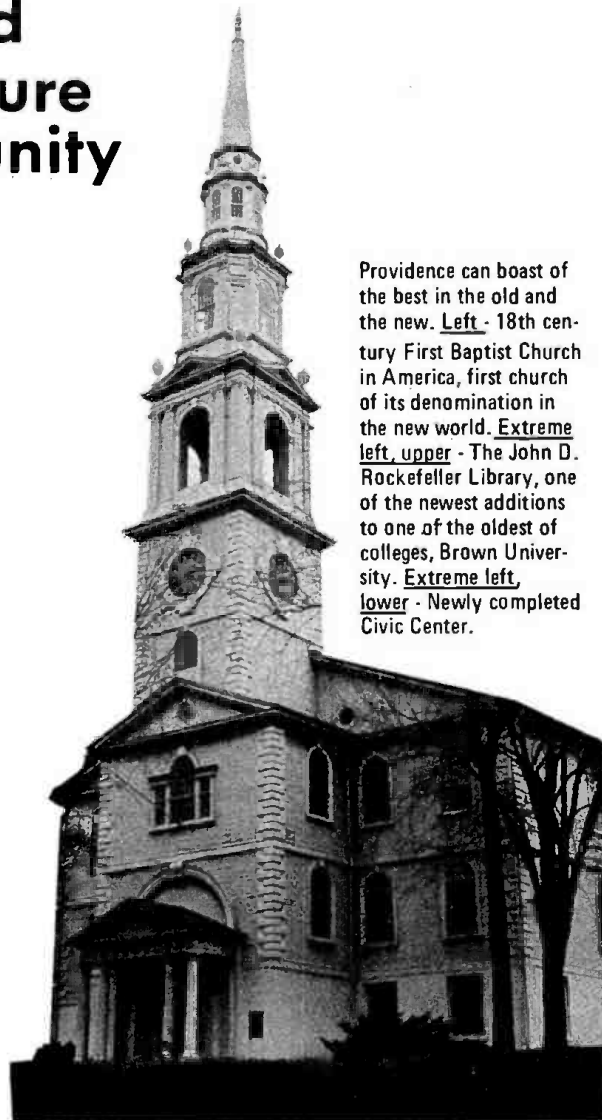 d
ure
unity
Providence can boast of
the best in the old and
the new. Left - 18th cen-
tury First Baptist Church
in America, first church
of its denomination in
the new world. Extreme
left, upper - The John D.
Rockefeller Library, one
of the newest additions
to one of the oldest of
colleges, Brown Univer-
sity. Extreme left,
lower - Newly completed
Civic Center.